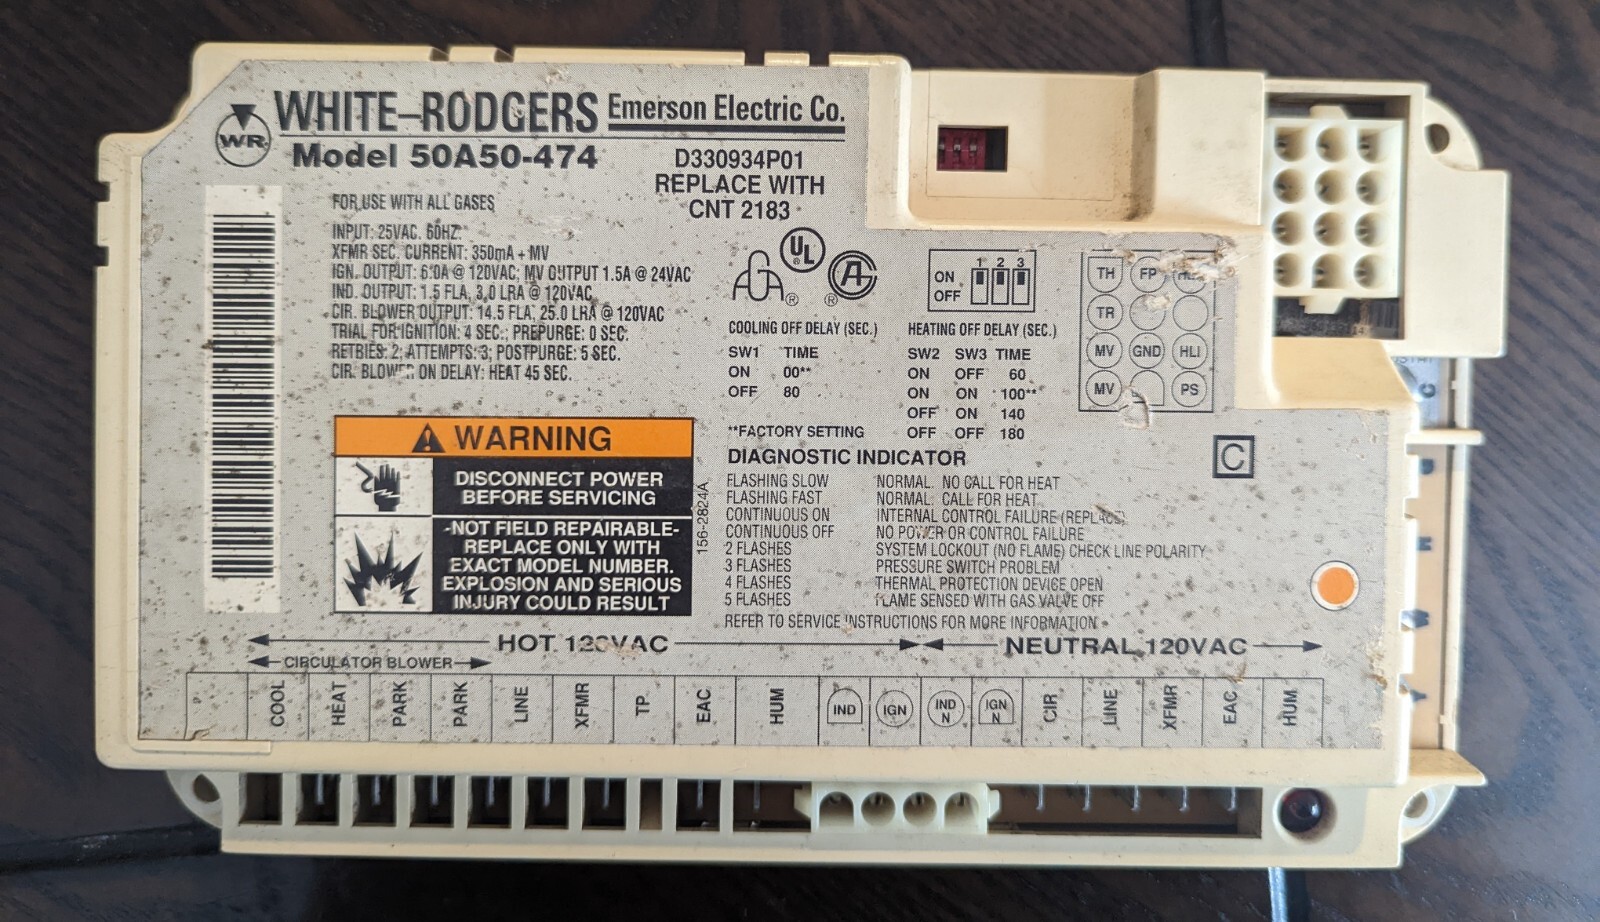 WR
WHITE-RODGERS Emerson Electric Co.
Model 50A50-474
D330934P01
REPLACE WITH
CNT 2183
FOR USE WITH ALL GASES
INPUT: 25VAC. 60HZ.
XFMR SEC. CURRENT: 350mA + MV
IGN. OUTPUT: 6.0A @ 120VAC; MV OUTPUT 1.5A @ 24VAC
IND. OUTPUT: 1.5 FLA, 3.0 LRA @ 120VAC
CIR. BLOWER OUTPUT: 14.5 FLA, 25.0 LRA @ 120VAC
TRIAL FOR IGNITION: 4 SEC.; PREPURGE: 0 SEC.
RETRIES: 2; ATTEMPTS: 3; POSTPURGE: 5 SEC.
CIR. BLOWER ON DELAY: HEAT 45 SEC.
UL
®
AGA ®
®
ON
OFF
1 2 3
COOLING OFF DELAY (SEC.)
SW1 TIME
ON 00**
OFF 80
**FACTORY SETTING
HEATING OFF DELAY (SEC.)
SW2 SW3 TIME
ON OFF 60
ON ON 100**
OFF ON 140
OFF OFF 180
TH FP
TR
MV GND HLI
MV PS
C
WARNING
DISCONNECT POWER
BEFORE SERVICING
-NOT FIELD REPAIRABLE-
REPLACE ONLY WITH
EXACT MODEL NUMBER.
EXPLOSION AND SERIOUS
INJURY COULD RESULT
156-2824A
DIAGNOSTIC INDICATOR
FLASHING SLOW NORMAL. NO CALL FOR HEAT
FLASHING FAST NORMAL. CALL FOR HEAT
CONTINUOUS ON INTERNAL CONTROL FAILURE (REPLACE)
CONTINUOUS OFF NO POWER OR CONTROL FAILURE
2 FLASHES SYSTEM LOCKOUT (NO FLAME) CHECK LINE POLARITY
3 FLASHES PRESSURE SWITCH PROBLEM
4 FLASHES THERMAL PROTECTION DEVICE OPEN
5 FLASHES FLAME SENSED WITH GAS VALVE OFF
REFER TO SERVICE INSTRUCTIONS FOR MORE INFORMATION
HOT 120VAC
NEUTRAL 120VAC
CIRCULATOR BLOWER
COOL HEAT PARK PARK LINE XFMR TP EAC HUM IND IGN IND N IGN N CIR LINE XFMR EAC HUM